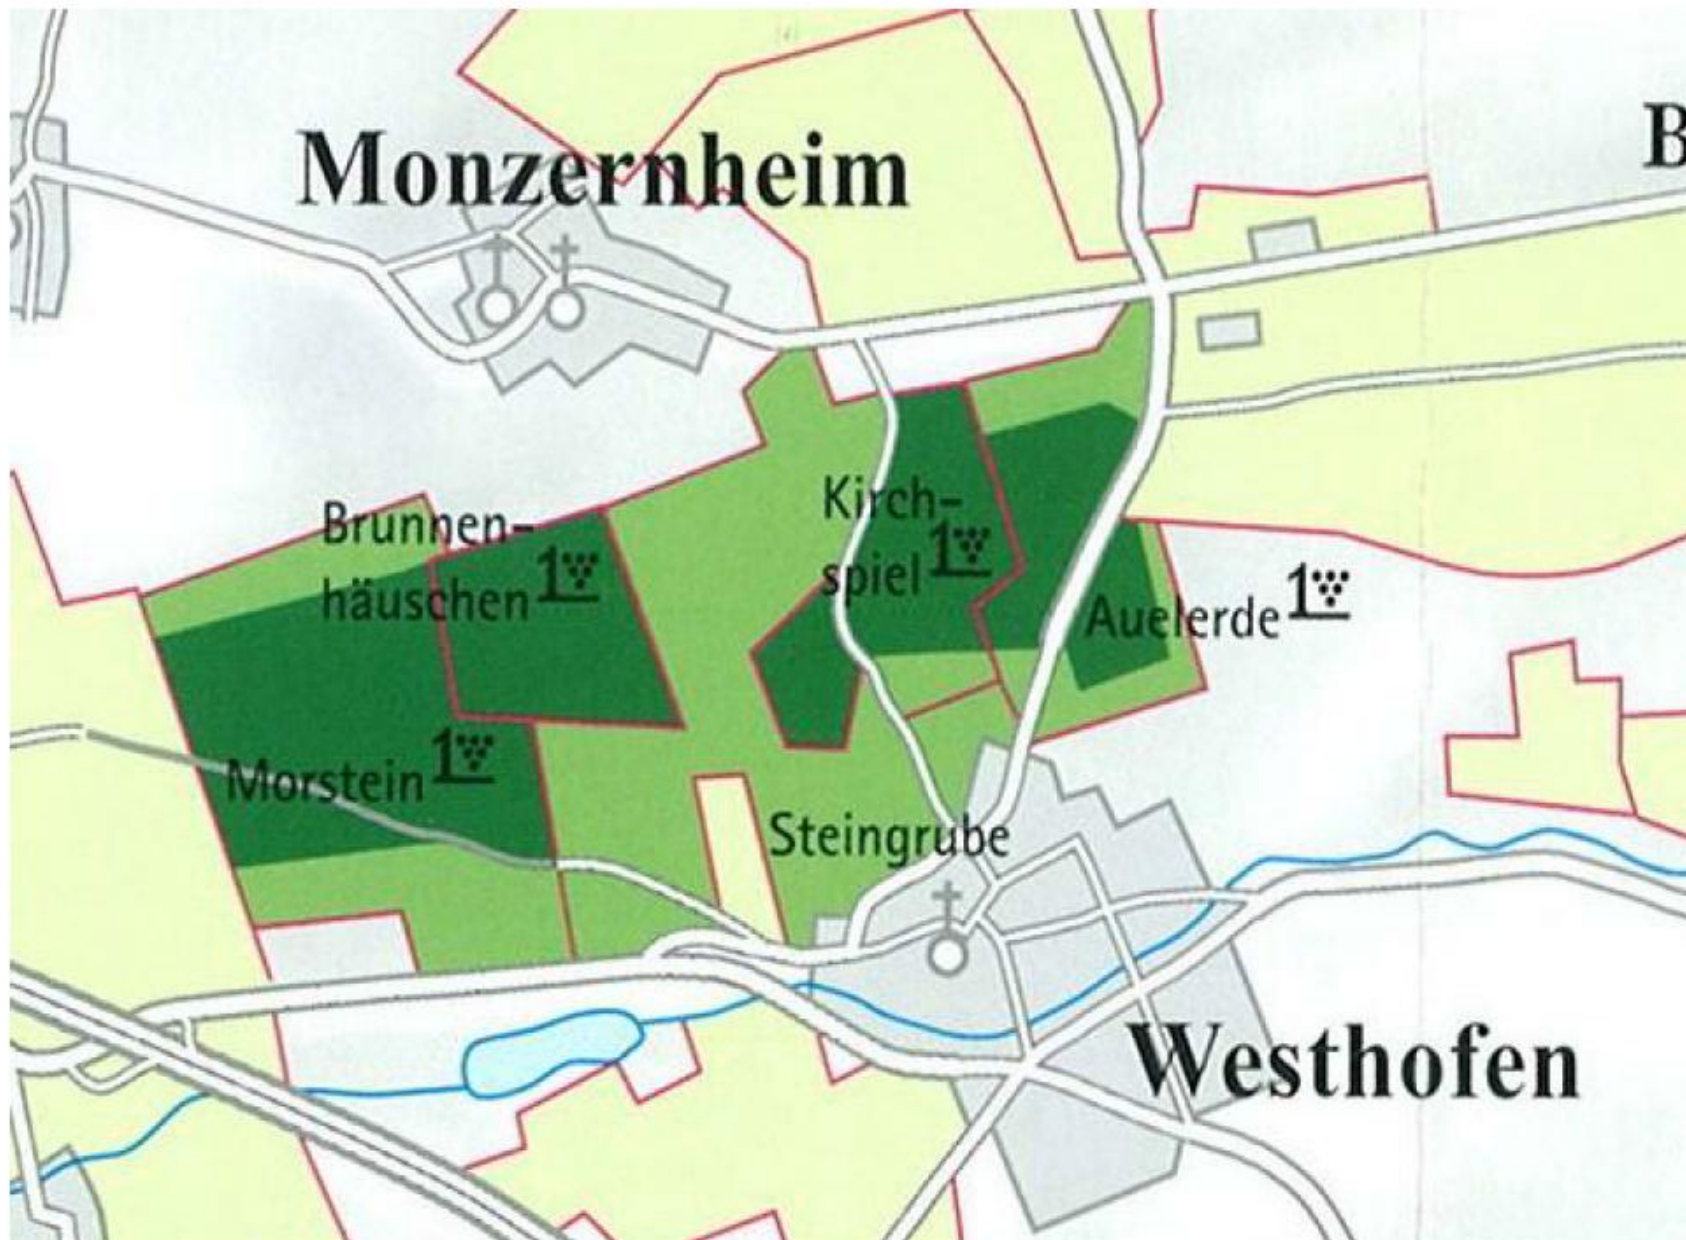 Monzernheim
B
Brunnen-
häuschen 1
Kirch-
spiel 1
Auelerde 1
Morstein 1
Steingrube
Westhofen